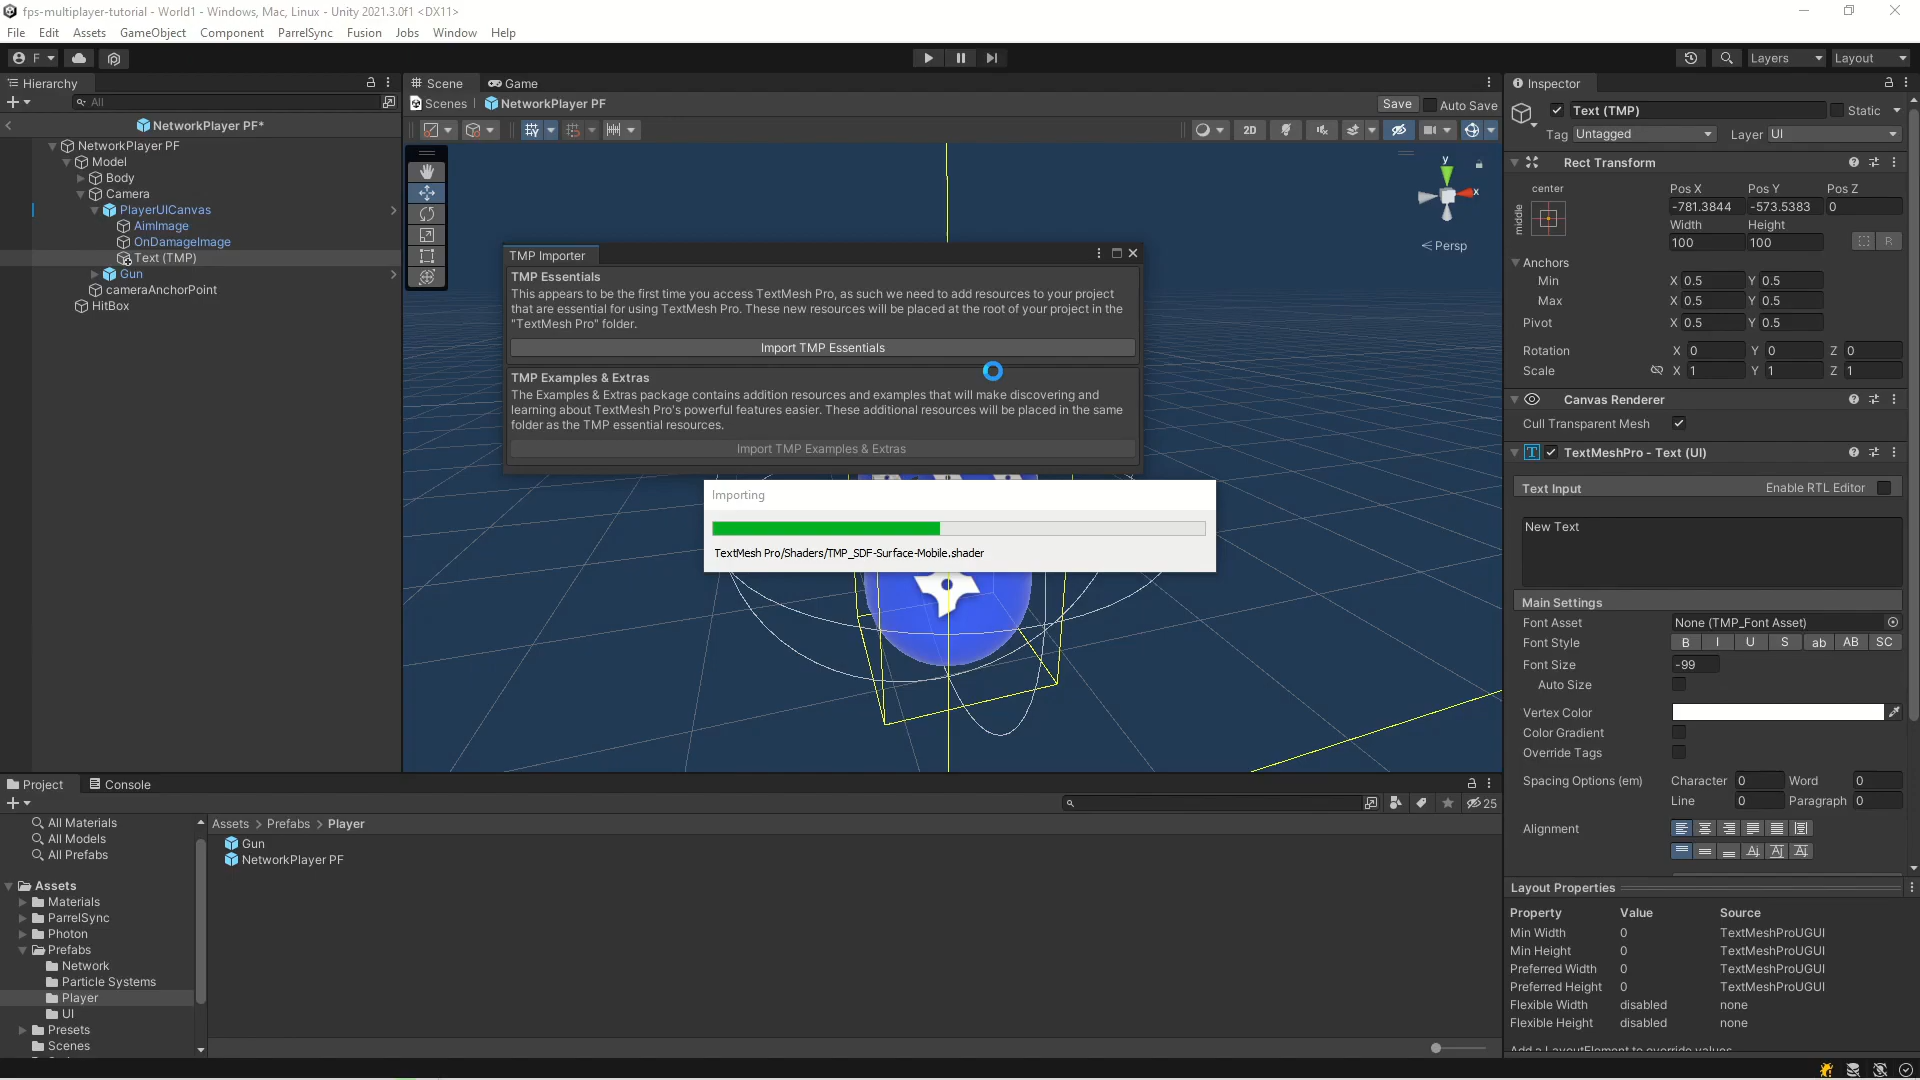 fps-multiplayer-tutorial - World1 - Windows, Mac, Linux - Unity 2021.3.0f1 <DX11>
File Edit Assets GameObject Component ParrelSync Fusion Jobs Window Help
F Layers Layout
Hierarchy
All
NetworkPlayer PF*
NetworkPlayer PF
Model
Body
Camera
PlayerUICanvas
AimImage
OnDamageImage
Text (TMP)
Gun
cameraAnchorPoint
HitBox
Scene Game
Scenes NetworkPlayer PF Save Auto Save
2D
y
x
Persp
TMP Importer
TMP Essentials
This appears to be the first time you access TextMesh Pro, as such we need to add resources to your project
that are essential for using TextMesh Pro. These new resources will be placed at the root of your project in the
"TextMesh Pro" folder.
Import TMP Essentials
TMP Examples & Extras
The Examples & Extras package contains addition resources and examples that will make discovering and
learning about TextMesh Pro's powerful features easier. These additional resources will be placed in the same
folder as the TMP essential resources.
Import TMP Examples & Extras
Importing
TextMesh Pro/Shaders/TMP_SDF-Surface-Mobile.shader
Inspector
Text (TMP) Static
Tag Untagged Layer UI
Rect Transform
center Pos X Pos Y Pos Z
middle -781.3844 -573.5383 0
Width Height
100 100 R
Anchors
Min X 0.5 Y 0.5
Max X 0.5 Y 0.5
Pivot X 0.5 Y 0.5
Rotation X 0 Y 0 Z 0
Scale X 1 Y 1 Z 1
Canvas Renderer
Cull Transparent Mesh
TextMeshPro - Text (UI)
Text Input Enable RTL Editor
New Text
Main Settings
Font Asset None (TMP_Font Asset)
Font Style B I U S ab AB SC
Font Size -99
Auto Size
Vertex Color
Color Gradient
Override Tags
Spacing Options (em) Character 0 Word 0
Line 0 Paragraph 0
Alignment
Layout Properties
Property Value Source
Min Width 0 TextMeshProUGUI
Min Height 0 TextMeshProUGUI
Preferred Width 0 TextMeshProUGUI
Preferred Height 0 TextMeshProUGUI
Flexible Width disabled none
Flexible Height disabled none
Add a LayoutElement to override values
Project Console
25
All Materials
All Models
All Prefabs
Assets
Materials
ParrelSync
Photon
Prefabs
Network
Particle Systems
Player
UI
Presets
Scenes
Assets > Prefabs > Player
Gun
NetworkPlayer PF